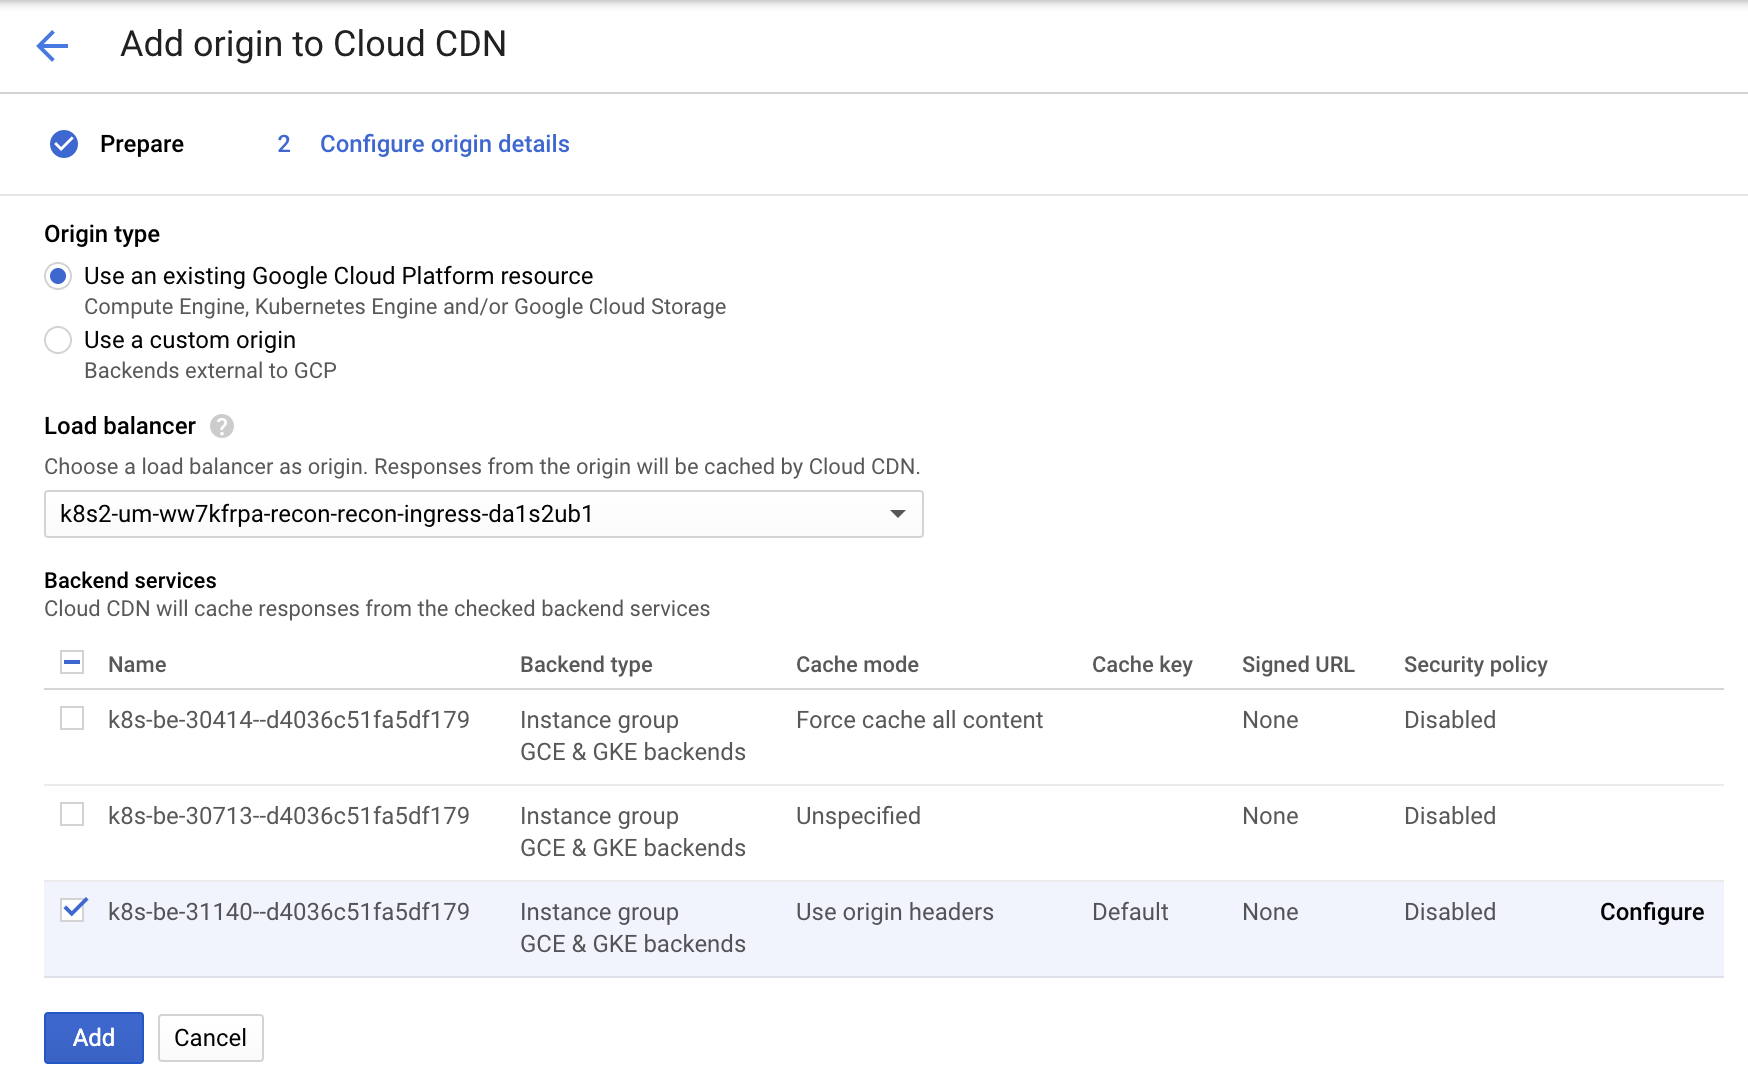 Add origin to Cloud CDN
Prepare
2 Configure origin details
Origin type
Use an existing Google Cloud Platform resource
Compute Engine, Kubernetes Engine and/or Google Cloud Storage
Use a custom origin
Backends external to GCP
Load balancer ?
Choose a load balancer as origin. Responses from the origin will be cached by Cloud CDN.
k8s2-um-ww7kfrpa-recon-recon-ingress-da1s2ub1
Backend services
Cloud CDN will cache responses from the checked backend services
Name Backend type Cache mode Cache key Signed URL Security policy
k8s-be-30414--d4036c51fa5df179 Instance group Force cache all content None Disabled
GCE & GKE backends
k8s-be-30713--d4036c51fa5df179 Instance group Unspecified None Disabled
GCE & GKE backends
k8s-be-31140--d4036c51fa5df179 Instance group Use origin headers Default None Disabled Configure
GCE & GKE backends
Add Cancel